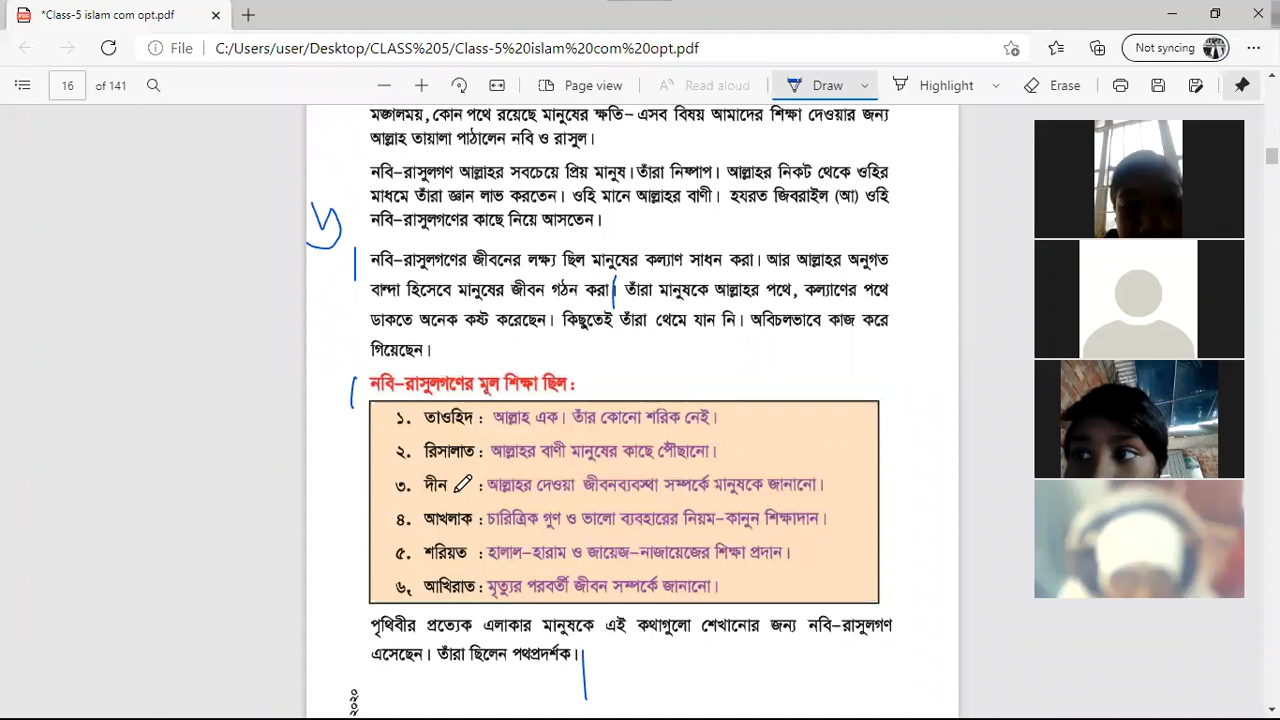 *Class-5 islam com opt.pdf
File C:/Users/user/Desktop/CLASS%205/Class-5%20islam%20com%20opt.pdf Not syncing
16 of 141 Page view Read aloud Draw Highlight Erase
মঙ্গলময়, কোন পথে রয়েছে মানুষের ক্ষতি– এসব বিষয় আমাদের শিক্ষা দেওয়ার জন্য
আল্লাহ তায়ালা পাঠালেন নবি ও রাসুল।
নবি–রাসুলগণ আল্লাহর সবচেয়ে প্রিয় মানুষ। তাঁরা নিষ্পাপ। আল্লাহর নিকট থেকে ওহির
মাধমে তাঁরা জ্ঞান লাভ করতেন। ওহি মানে আল্লাহর বাণী। হযরত জিবরাইল (আ) ওহি
নবি–রাসুলগণের কাছে নিয়ে আসতেন।
নবি–রাসুলগণের জীবনের লক্ষ্য ছিল মানুষের কল্যাণ সাধন করা। আর আল্লাহর অনুগত
বান্দা হিসেবে মানুষের জীবন গঠন করা। তাঁরা মানুষকে আল্লাহর পথে, কল্যাণের পথে
ডাকতে অনেক কষ্ট করেছেন। কিছুতেই তাঁরা থেমে যান নি। অবিচলভাবে কাজ করে
গিয়েছেন।
নবি–রাসুলগণের মূল শিক্ষা ছিল:
১. তাওহিদ : আল্লাহ এক। তাঁর কোনো শরিক নেই।
২. রিসালাত : আল্লাহর বাণী মানুষের কাছে পৌঁছানো।
৩. দীন : আল্লাহর দেওয়া জীবনব্যবস্থা সম্পর্কে মানুষকে জানানো।
৪. আখলাক : চারিত্রিক গুণ ও ভালো ব্যবহারের নিয়ম–কানুন শিক্ষাদান।
৫. শরিয়ত : হালাল–হারাম ও জায়েজ–নাজায়েজের শিক্ষা প্রদান।
৬. আখিরাত : মৃত্যুর পরবর্তী জীবন সম্পর্কে জানানো।
পৃথিবীর প্রত্যেক এলাকার মানুষকে এই কথাগুলো শেখানোর জন্য নবি–রাসুলগণ
এসেছেন। তাঁরা ছিলেন পথপ্রদর্শক।
২০২০